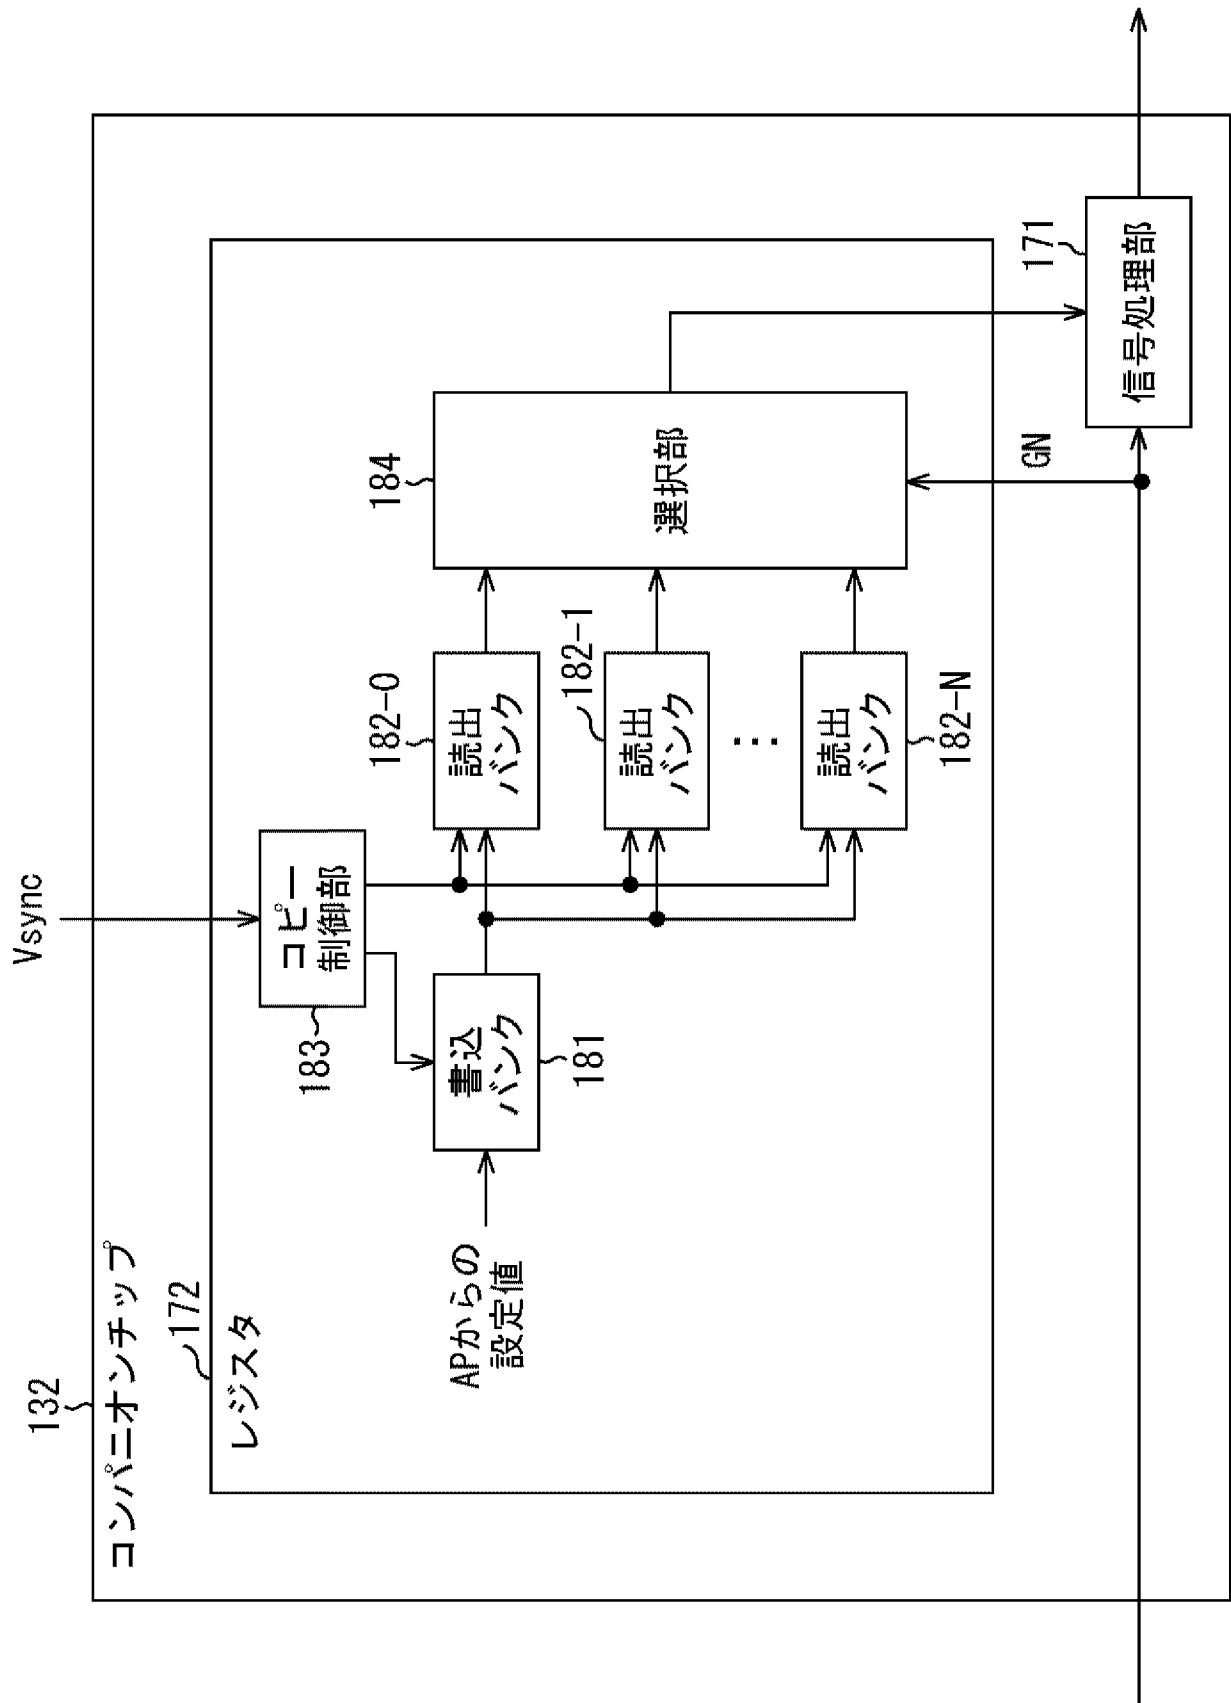 132
コンパニオンチップ
172
レジスタ
Vsync
コピー
制御部
183
APからの
設定値
書込
バンク
181
182-0
読出
バンク
182-1
読出
バンク
…
182-N
読出
バンク
184
選択部
GN
171
信号処理部